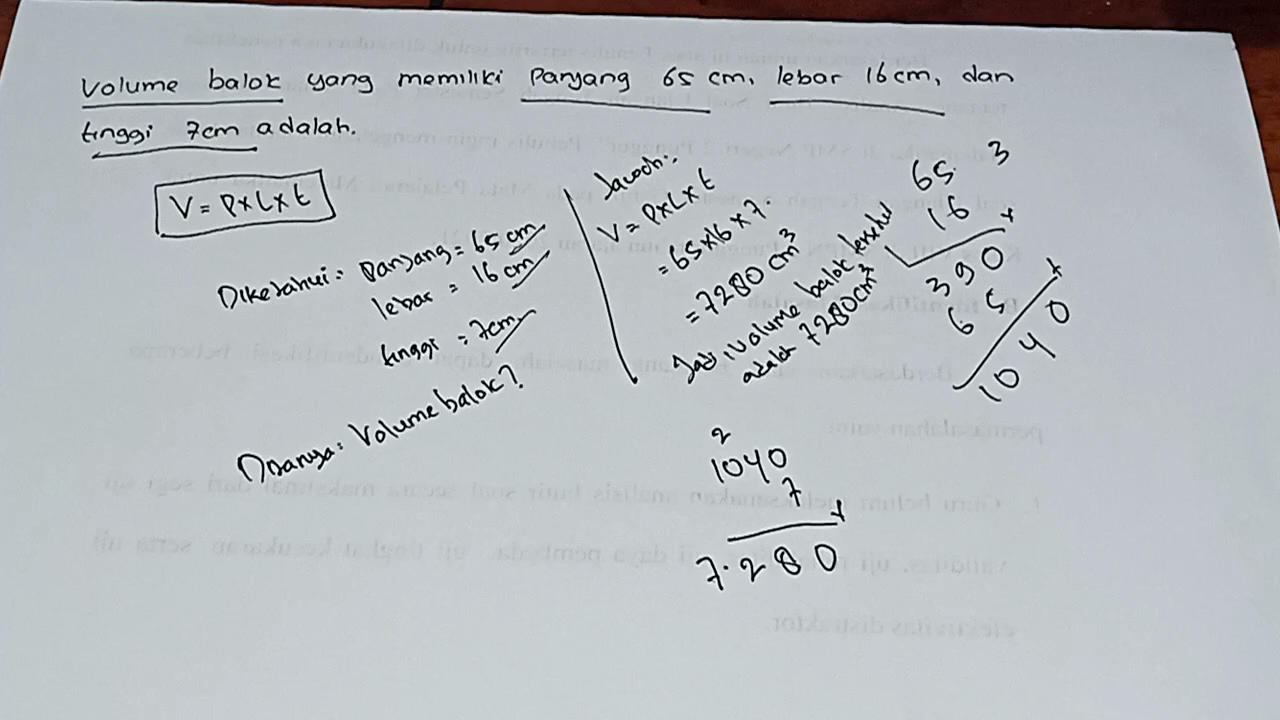 Volume balok yang memiliki Panjang 65 cm, lebar 16 cm, dan
tinggi 7cm adalah.
V = P x L x t
Diketahui = Panjang = 65 cm
lebar = 16 cm
tinggi = 7cm
Ditanya = Volume balok?
Jawab:
V = P x L x t
= 65 x 16 x 7.
= 7280 cm³
Jadi, Volume balok tersebut
adalah 7280cm³
65 3
16 x
390
65 +
1040
2
1040
7 x
7.280